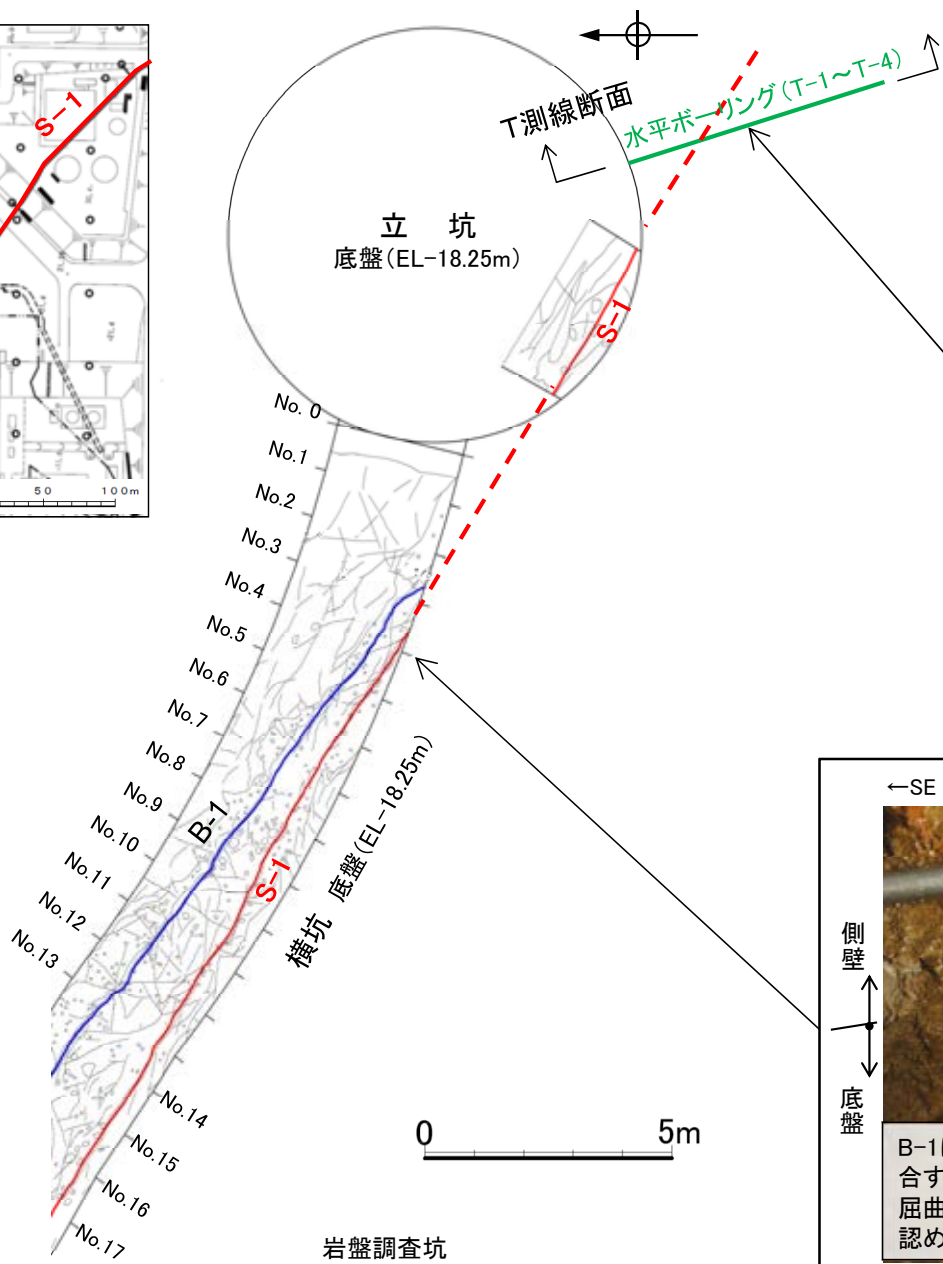 S-1
50 100m
T測線断面
水平ボーリング(T-1~T-4)
立 坑
底盤(EL-18.25m)
S-1
No. 0
No.1
No.2
No.3
No.4
No.5
No.6
No.7
No.8
No.9
No.10
No.11
No.12
No.13
B-1
S-1
横坑 底盤(EL-18.25m)
No.14
No.15
No.16
No.17
0 5m
岩盤調査坑
←SE
側壁
底盤
B-1
合す
屈曲
認め